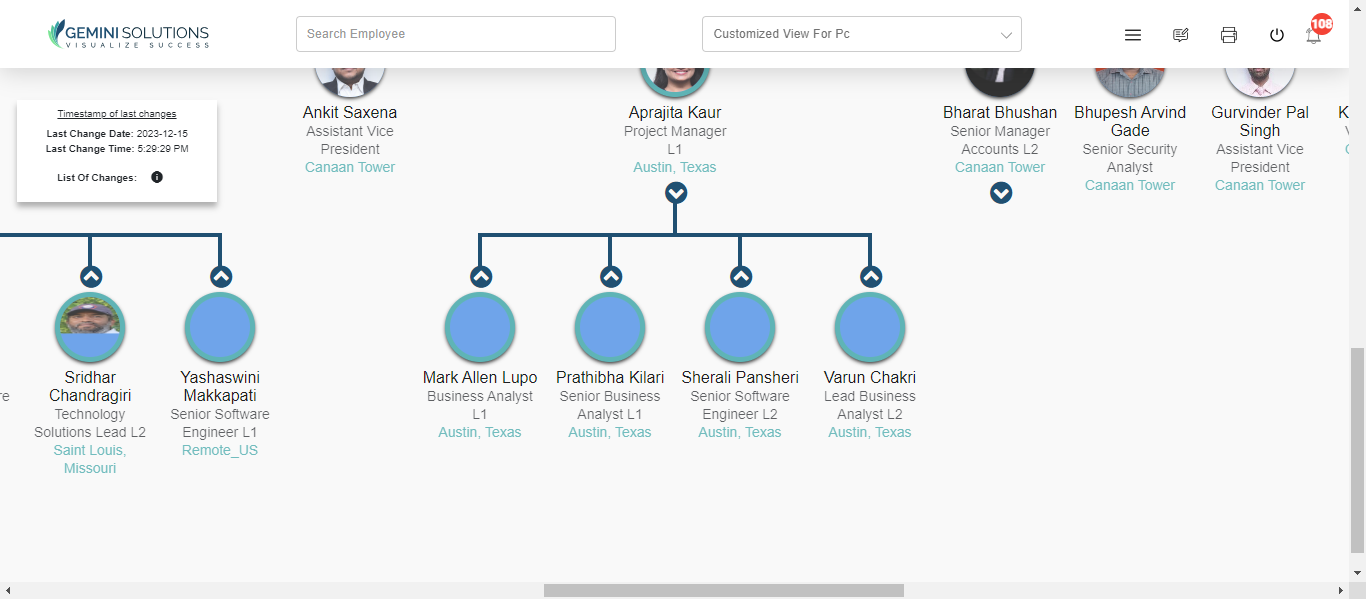 GEMINI SOLUTIONS
VISUALIZE SUCCESS
Search Employee
Customized View For Pc
108
Timestamp of last changes
Last Change Date: 2023-12-15
Last Change Time: 5:29:29 PM
List Of Changes:
Ankit Saxena
Assistant Vice
President
Canaan Tower
Aprajita Kaur
Project Manager
L1
Austin, Texas
Bharat Bhushan
Senior Manager
Accounts L2
Canaan Tower
Bhupesh Arvind
Gade
Senior Security
Analyst
Canaan Tower
Gurvinder Pal
Singh
Assistant Vice
President
Canaan Tower
K
re
Sridhar
Chandragiri
Technology
Solutions Lead L2
Saint Louis,
Missouri
Yashaswini
Makkapati
Senior Software
Engineer L1
Remote_US
Mark Allen Lupo
Business Analyst
L1
Austin, Texas
Prathibha Kilari
Senior Business
Analyst L1
Austin, Texas
Sherali Pansheri
Senior Software
Engineer L2
Austin, Texas
Varun Chakri
Lead Business
Analyst L2
Austin, Texas